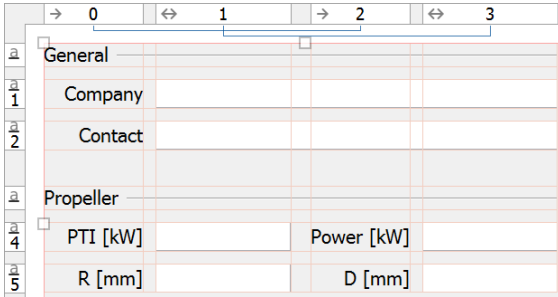 0 1 2 3
a General
a 1 Company
a 2 Contact
a Propeller
a 4 PTI [kW] Power [kW]
a 5 R [mm] D [mm]